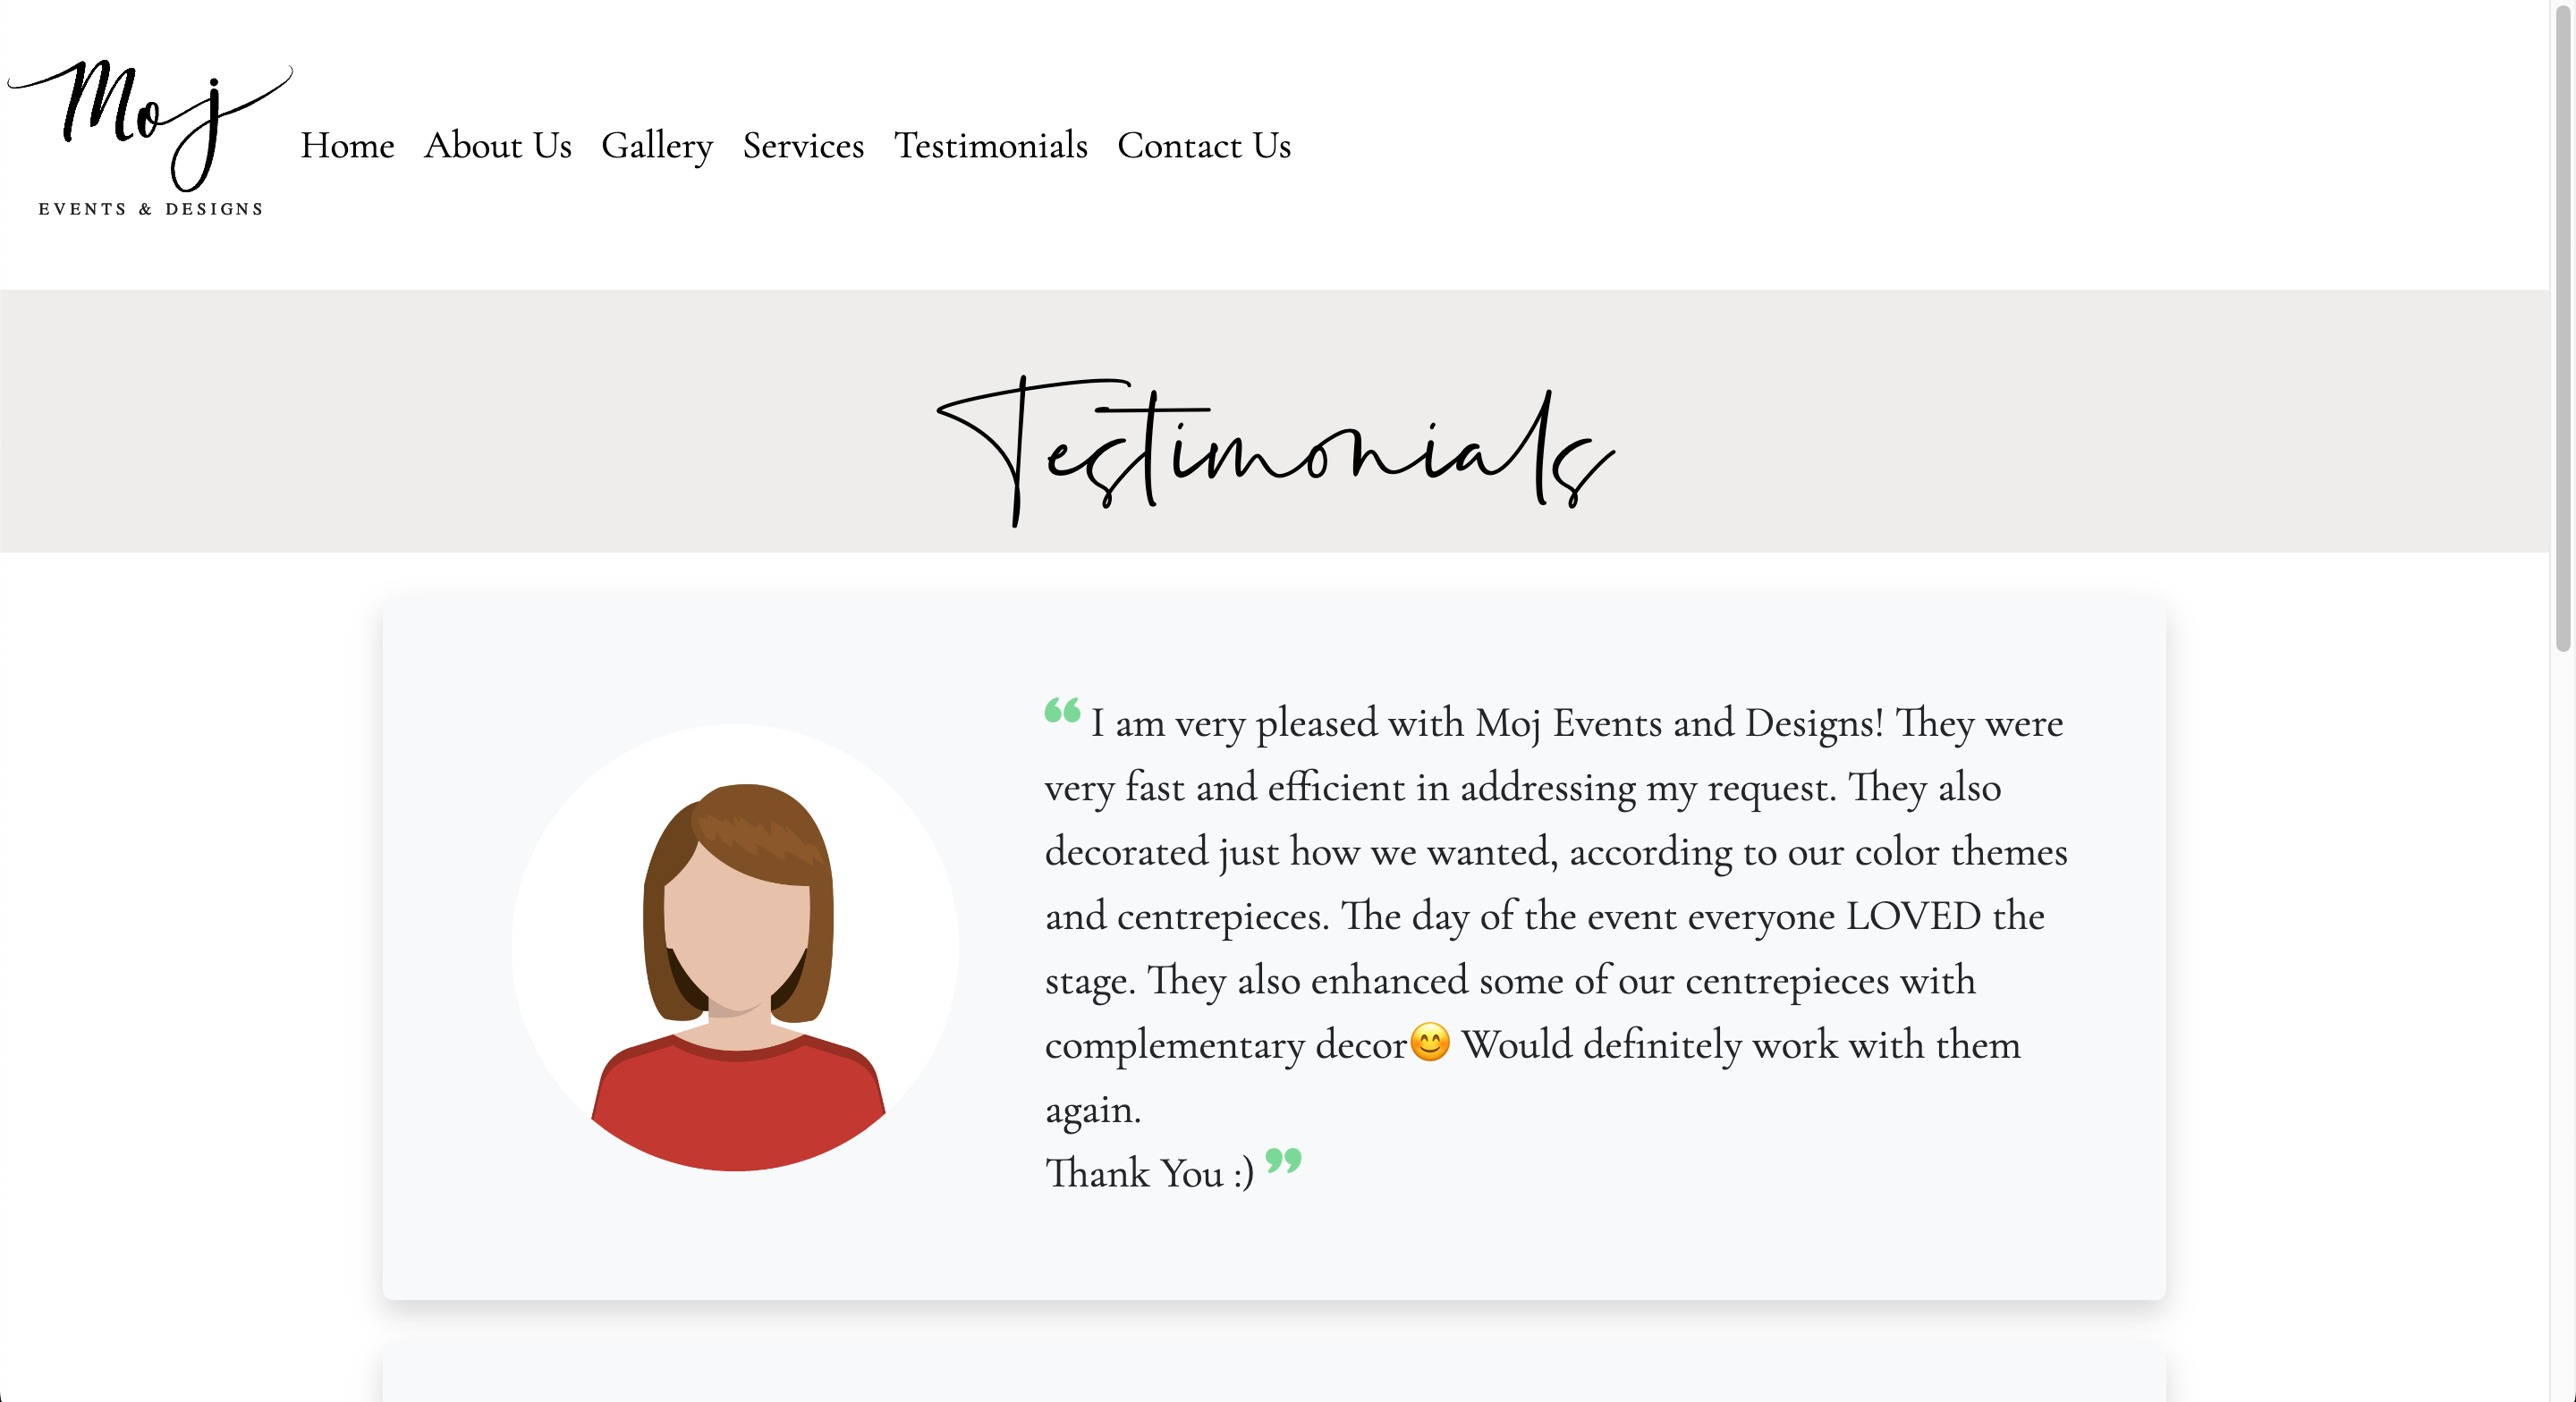 Moj
EVENTS & DESIGNS
Home About Us Gallery Services Testimonials Contact Us
Testimonials
“ I am very pleased with Moj Events and Designs! They were
very fast and efficient in addressing my request. They also
decorated just how we wanted, according to our color themes
and centrepieces. The day of the event everyone LOVED the
stage. They also enhanced some of our centrepieces with
complementary decor😊 Would definitely work with them
again.
Thank You :) ”